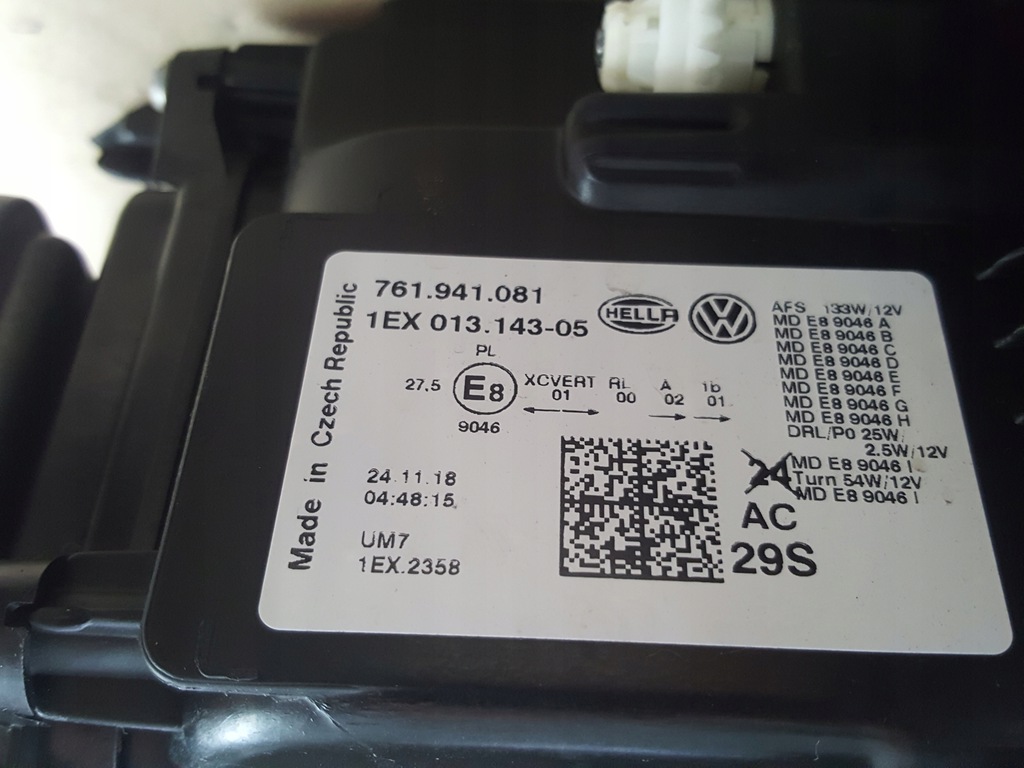 Made in Czech Republic
761.941.081
1EX 013.143-05
HELLA
VW
PL
27,5
E8
9046
XCVERT RL A 1b
01 00 02 01
24.11.18
04:48:15
UM7
1EX.2358
AFS 133W/12V
MD E8 9046 A
MD E8 9046 B
MD E8 9046 C
MD E8 9046 D
MD E8 9046 E
MD E8 9046 F
MD E8 9046 G
MD E8 9046 H
DRL/PO 25W/
2.5W/12V
MD E8 9046 I
Turn 54W/12V
MD E8 9046 I
24
AC
29S